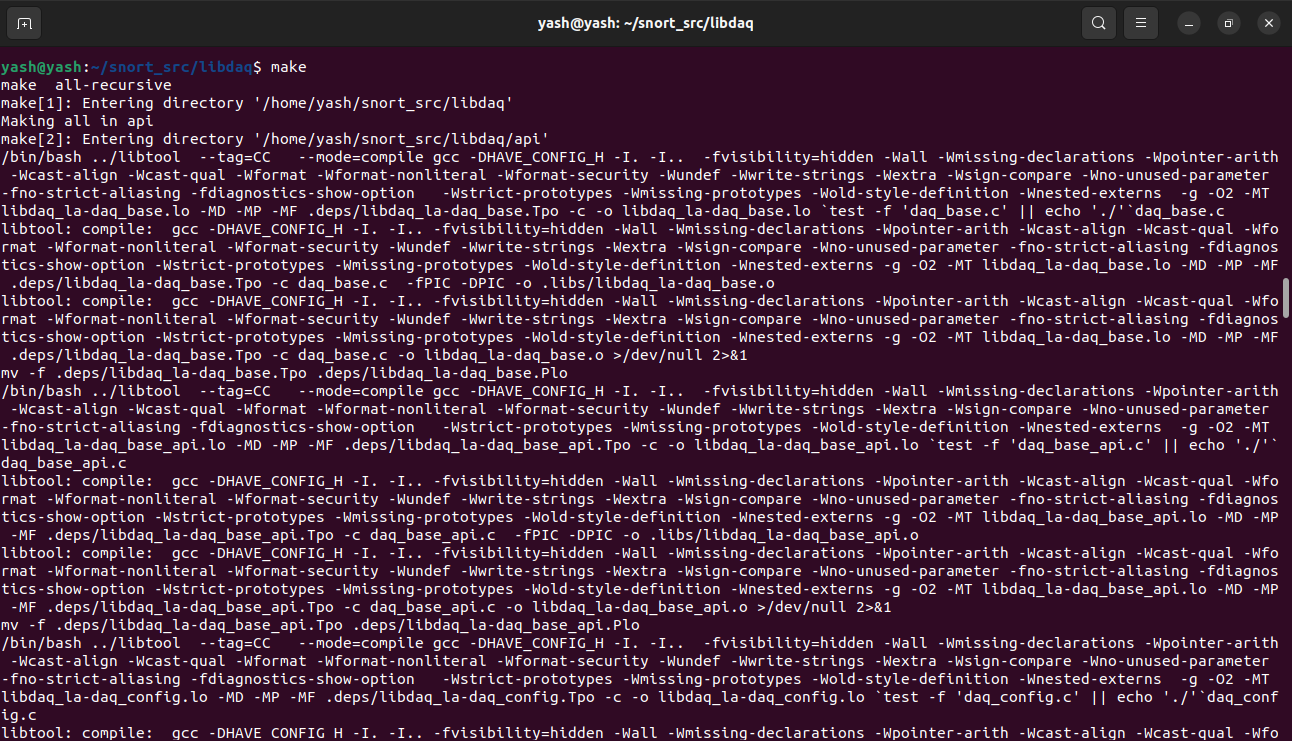 yash@yash: ~/snort_src/libdaq
yash@yash:~/snort_src/libdaq$ make
make  all-recursive
make[1]: Entering directory '/home/yash/snort_src/libdaq'
Making all in api
make[2]: Entering directory '/home/yash/snort_src/libdaq/api'
/bin/bash ../libtool  --tag=CC   --mode=compile gcc -DHAVE_CONFIG_H -I. -I..  -fvisibility=hidden -Wall -Wmissing-declarations -Wpointer-arith
 -Wcast-align -Wcast-qual -Wformat -Wformat-nonliteral -Wformat-security -Wundef -Wwrite-strings -Wextra -Wsign-compare -Wno-unused-parameter
-fno-strict-aliasing -fdiagnostics-show-option   -Wstrict-prototypes -Wmissing-prototypes -Wold-style-definition -Wnested-externs  -g -O2 -MT
libdaq_la-daq_base.lo -MD -MP -MF .deps/libdaq_la-daq_base.Tpo -c -o libdaq_la-daq_base.lo `test -f 'daq_base.c' || echo './'`daq_base.c
libtool: compile:  gcc -DHAVE_CONFIG_H -I. -I.. -fvisibility=hidden -Wall -Wmissing-declarations -Wpointer-arith -Wcast-align -Wcast-qual -Wfo
rmat -Wformat-nonliteral -Wformat-security -Wundef -Wwrite-strings -Wextra -Wsign-compare -Wno-unused-parameter -fno-strict-aliasing -fdiagnos
tics-show-option -Wstrict-prototypes -Wmissing-prototypes -Wold-style-definition -Wnested-externs -g -O2 -MT libdaq_la-daq_base.lo -MD -MP -MF
 .deps/libdaq_la-daq_base.Tpo -c daq_base.c  -fPIC -DPIC -o .libs/libdaq_la-daq_base.o
libtool: compile:  gcc -DHAVE_CONFIG_H -I. -I.. -fvisibility=hidden -Wall -Wmissing-declarations -Wpointer-arith -Wcast-align -Wcast-qual -Wfo
rmat -Wformat-nonliteral -Wformat-security -Wundef -Wwrite-strings -Wextra -Wsign-compare -Wno-unused-parameter -fno-strict-aliasing -fdiagnos
tics-show-option -Wstrict-prototypes -Wmissing-prototypes -Wold-style-definition -Wnested-externs -g -O2 -MT libdaq_la-daq_base.lo -MD -MP -MF
 .deps/libdaq_la-daq_base.Tpo -c daq_base.c -o libdaq_la-daq_base.o >/dev/null 2>&1
mv -f .deps/libdaq_la-daq_base.Tpo .deps/libdaq_la-daq_base.Plo
/bin/bash ../libtool  --tag=CC   --mode=compile gcc -DHAVE_CONFIG_H -I. -I..  -fvisibility=hidden -Wall -Wmissing-declarations -Wpointer-arith
 -Wcast-align -Wcast-qual -Wformat -Wformat-nonliteral -Wformat-security -Wundef -Wwrite-strings -Wextra -Wsign-compare -Wno-unused-parameter
-fno-strict-aliasing -fdiagnostics-show-option   -Wstrict-prototypes -Wmissing-prototypes -Wold-style-definition -Wnested-externs  -g -O2 -MT
libdaq_la-daq_base_api.lo -MD -MP -MF .deps/libdaq_la-daq_base_api.Tpo -c -o libdaq_la-daq_base_api.lo `test -f 'daq_base_api.c' || echo './'`
daq_base_api.c
libtool: compile:  gcc -DHAVE_CONFIG_H -I. -I.. -fvisibility=hidden -Wall -Wmissing-declarations -Wpointer-arith -Wcast-align -Wcast-qual -Wfo
rmat -Wformat-nonliteral -Wformat-security -Wundef -Wwrite-strings -Wextra -Wsign-compare -Wno-unused-parameter -fno-strict-aliasing -fdiagnos
tics-show-option -Wstrict-prototypes -Wmissing-prototypes -Wold-style-definition -Wnested-externs -g -O2 -MT libdaq_la-daq_base_api.lo -MD -MP
 -MF .deps/libdaq_la-daq_base_api.Tpo -c daq_base_api.c  -fPIC -DPIC -o .libs/libdaq_la-daq_base_api.o
libtool: compile:  gcc -DHAVE_CONFIG_H -I. -I.. -fvisibility=hidden -Wall -Wmissing-declarations -Wpointer-arith -Wcast-align -Wcast-qual -Wfo
rmat -Wformat-nonliteral -Wformat-security -Wundef -Wwrite-strings -Wextra -Wsign-compare -Wno-unused-parameter -fno-strict-aliasing -fdiagnos
tics-show-option -Wstrict-prototypes -Wmissing-prototypes -Wold-style-definition -Wnested-externs -g -O2 -MT libdaq_la-daq_base_api.lo -MD -MP
 -MF .deps/libdaq_la-daq_base_api.Tpo -c daq_base_api.c -o libdaq_la-daq_base_api.o >/dev/null 2>&1
mv -f .deps/libdaq_la-daq_base_api.Tpo .deps/libdaq_la-daq_base_api.Plo
/bin/bash ../libtool  --tag=CC   --mode=compile gcc -DHAVE_CONFIG_H -I. -I..  -fvisibility=hidden -Wall -Wmissing-declarations -Wpointer-arith
 -Wcast-align -Wcast-qual -Wformat -Wformat-nonliteral -Wformat-security -Wundef -Wwrite-strings -Wextra -Wsign-compare -Wno-unused-parameter
-fno-strict-aliasing -fdiagnostics-show-option   -Wstrict-prototypes -Wmissing-prototypes -Wold-style-definition -Wnested-externs  -g -O2 -MT
libdaq_la-daq_config.lo -MD -MP -MF .deps/libdaq_la-daq_config.Tpo -c -o libdaq_la-daq_config.lo `test -f 'daq_config.c' || echo './'`daq_conf
ig.c
libtool: compile:  gcc -DHAVE_CONFIG_H -I. -I.. -fvisibility=hidden -Wall -Wmissing-declarations -Wpointer-arith -Wcast-align -Wcast-qual -Wfo